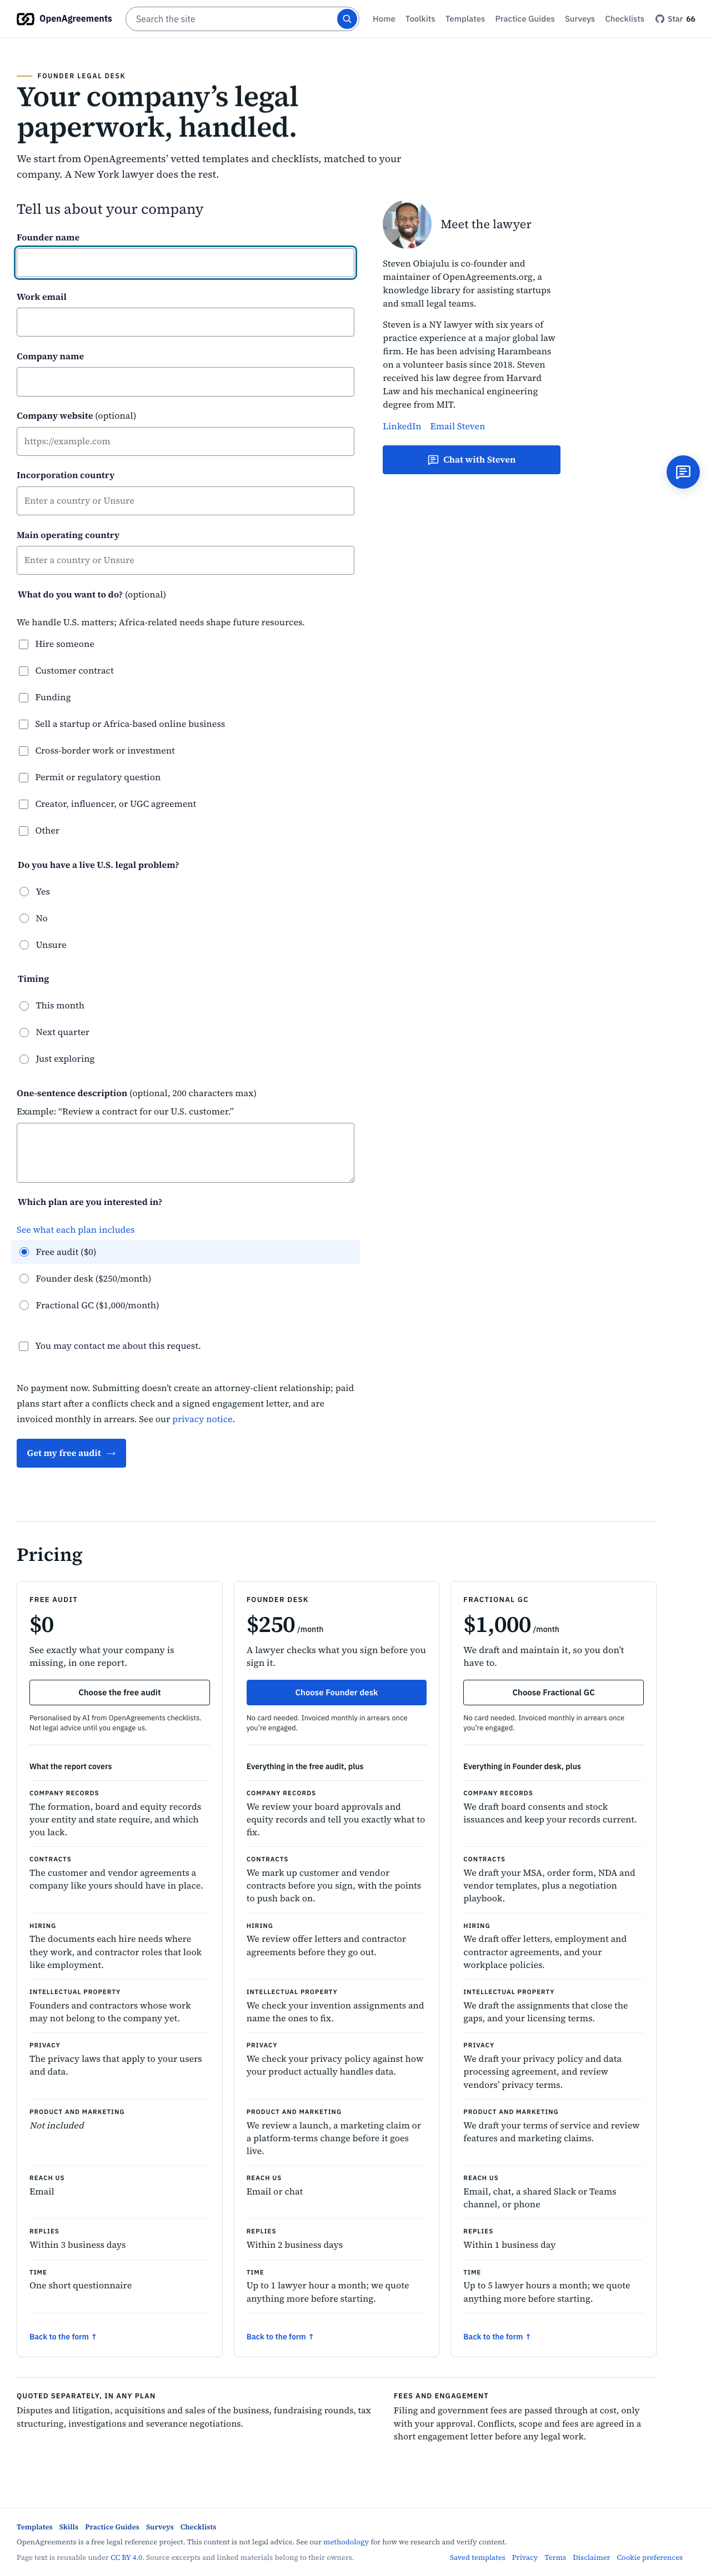 OpenAgreements
Search the site
Home Toolkits Templates Practice Guides Surveys Checklists Star 66
FOUNDER LEGAL DESK
Your company’s legal
paperwork, handled.
We start from OpenAgreements’ vetted templates and checklists, matched to your
company. A New York lawyer does the rest.
Tell us about your company
Founder name
Work email
Company name
Company website (optional)
https://example.com
Incorporation country
Enter a country or Unsure
Main operating country
Enter a country or Unsure
What do you want to do? (optional)
We handle U.S. matters; Africa-related needs shape future resources.
Hire someone
Customer contract
Funding
Sell a startup or Africa-based online business
Cross-border work or investment
Permit or regulatory question
Creator, influencer, or UGC agreement
Other
Do you have a live U.S. legal problem?
Yes
No
Unsure
Timing
This month
Next quarter
Just exploring
One-sentence description (optional, 200 characters max)
Example: “Review a contract for our U.S. customer.”
Which plan are you interested in?
See what each plan includes
Free audit ($0)
Founder desk ($250/month)
Fractional GC ($1,000/month)
You may contact me about this request.
No payment now. Submitting doesn’t create an attorney-client relationship; paid
plans start after a conflicts check and a signed engagement letter, and are
invoiced monthly in arrears. See our privacy notice.
Get my free audit →
Meet the lawyer
Steven Obiajulu is co-founder and
maintainer of OpenAgreements.org, a
knowledge library for assisting startups
and small legal teams.
Steven is a NY lawyer with six years of
practice experience at a major global law
firm. He has been advising Harambeans
on a volunteer basis since 2018. Steven
received his law degree from Harvard
Law and his mechanical engineering
degree from MIT.
LinkedIn Email Steven
Chat with Steven
Pricing
FREE AUDIT
$0
See exactly what your company is
missing, in one report.
Choose the free audit
Personalised by AI from OpenAgreements checklists.
Not legal advice until you engage us.
What the report covers
COMPANY RECORDS
The formation, board and equity records
your entity and state require, and which
you lack.
CONTRACTS
The customer and vendor agreements a
company like yours should have in place.
HIRING
The documents each hire needs where
they work, and contractor roles that look
like employment.
INTELLECTUAL PROPERTY
Founders and contractors whose work
may not belong to the company yet.
PRIVACY
The privacy laws that apply to your users
and data.
PRODUCT AND MARKETING
Not included
REACH US
Email
REPLIES
Within 3 business days
TIME
One short questionnaire
Back to the form ↑
FOUNDER DESK
$250 /month
A lawyer checks what you sign before you
sign it.
Choose Founder desk
No card needed. Invoiced monthly in arrears once
you’re engaged.
Everything in the free audit, plus
COMPANY RECORDS
We review your board approvals and
equity records and tell you exactly what to
fix.
CONTRACTS
We mark up customer and vendor
contracts before you sign, with the points
to push back on.
HIRING
We review offer letters and contractor
agreements before they go out.
INTELLECTUAL PROPERTY
We check your invention assignments and
name the ones to fix.
PRIVACY
We check your privacy policy against how
your product actually handles data.
PRODUCT AND MARKETING
We review a launch, a marketing claim or
a platform-terms change before it goes
live.
REACH US
Email or chat
REPLIES
Within 2 business days
TIME
Up to 1 lawyer hour a month; we quote
anything more before starting.
Back to the form ↑
FRACTIONAL GC
$1,000 /month
We draft and maintain it, so you don’t
have to.
Choose Fractional GC
No card needed. Invoiced monthly in arrears once
you’re engaged.
Everything in Founder desk, plus
COMPANY RECORDS
We draft board consents and stock
issuances and keep your records current.
CONTRACTS
We draft your MSA, order form, NDA and
vendor templates, plus a negotiation
playbook.
HIRING
We draft offer letters, employment and
contractor agreements, and your
workplace policies.
INTELLECTUAL PROPERTY
We draft the assignments that close the
gaps, and your licensing terms.
PRIVACY
We draft your privacy policy and data
processing agreement, and review
vendors’ privacy terms.
PRODUCT AND MARKETING
We draft your terms of service and review
features and marketing claims.
REACH US
Email, chat, a shared Slack or Teams
channel, or phone
REPLIES
Within 1 business day
TIME
Up to 5 lawyer hours a month; we quote
anything more before starting.
Back to the form ↑
QUOTED SEPARATELY, IN ANY PLAN
Disputes and litigation, acquisitions and sales of the business, fundraising rounds, tax
structuring, investigations and severance negotiations.
FEES AND ENGAGEMENT
Filing and government fees are passed through at cost, only
with your approval. Conflicts, scope and fees are agreed in a
short engagement letter before any legal work.
Templates Skills Practice Guides Surveys Checklists
OpenAgreements is a free legal reference project. This content is not legal advice. See our methodology for how we research and verify content.
Page text is reusable under CC BY 4.0. Source excerpts and linked materials belong to their owners.
Saved templates Privacy Terms Disclaimer Cookie preferences